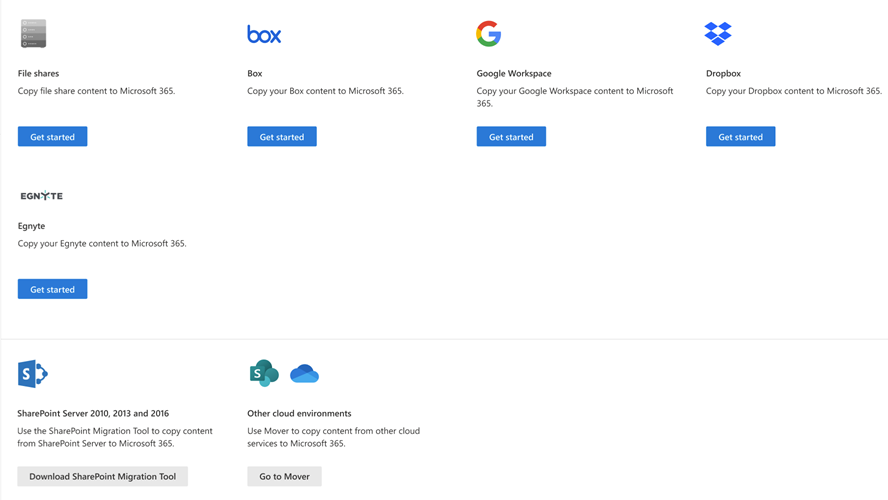 box
File shares
Copy file share content to Microsoft 365.
Get started
Box
Copy your Box content to Microsoft 365.
Get started
Google Workspace
Copy your Google Workspace content to Microsoft
365.
Get started
Dropbox
Copy your Dropbox content to Microsoft 365.
Get started
EGNYTE
Egnyte
Copy your Egnyte content to Microsoft 365.
Get started
S
SharePoint Server 2010, 2013 and 2016
Use the SharePoint Migration Tool to copy content
from SharePoint Server to Microsoft 365.
Download SharePoint Migration Tool
S
Other cloud environments
Use Mover to copy content from other cloud
services to Microsoft 365.
Go to Mover